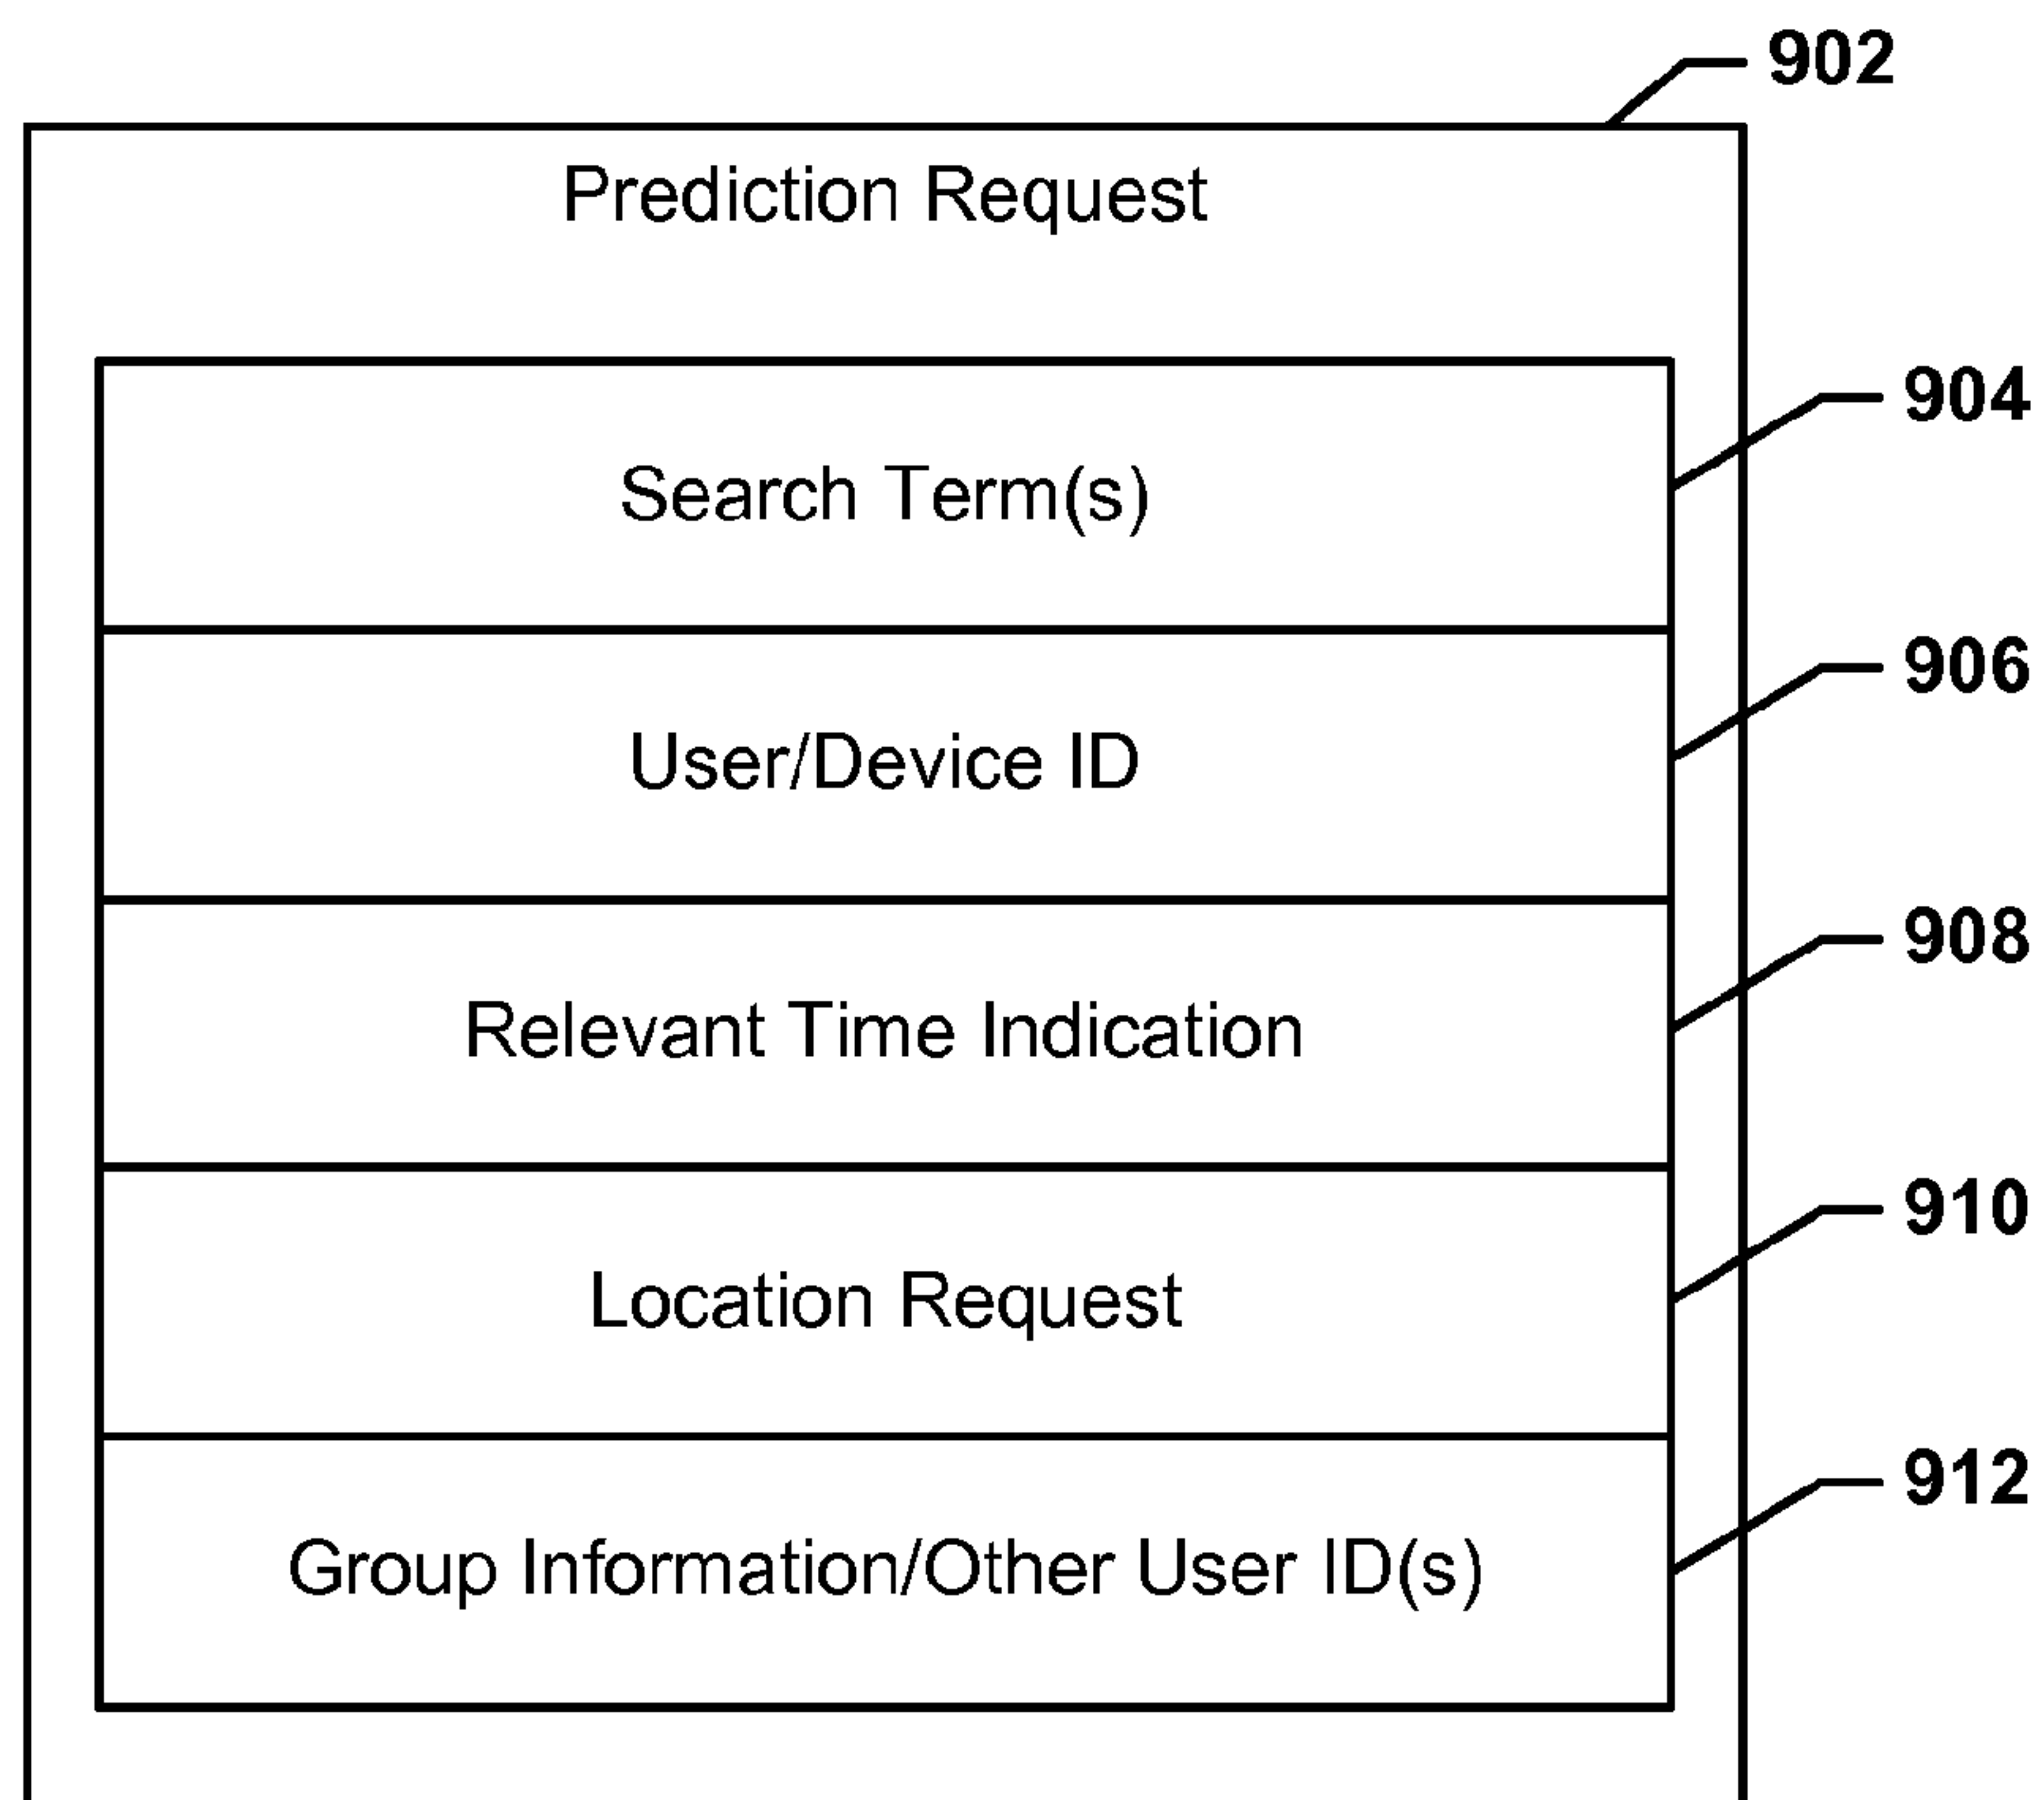 902
Prediction Request
904
Search Term(s)
906
User/Device ID
908
Relevant Time Indication
910
Location Request
912
Group Information/Other User ID(s)